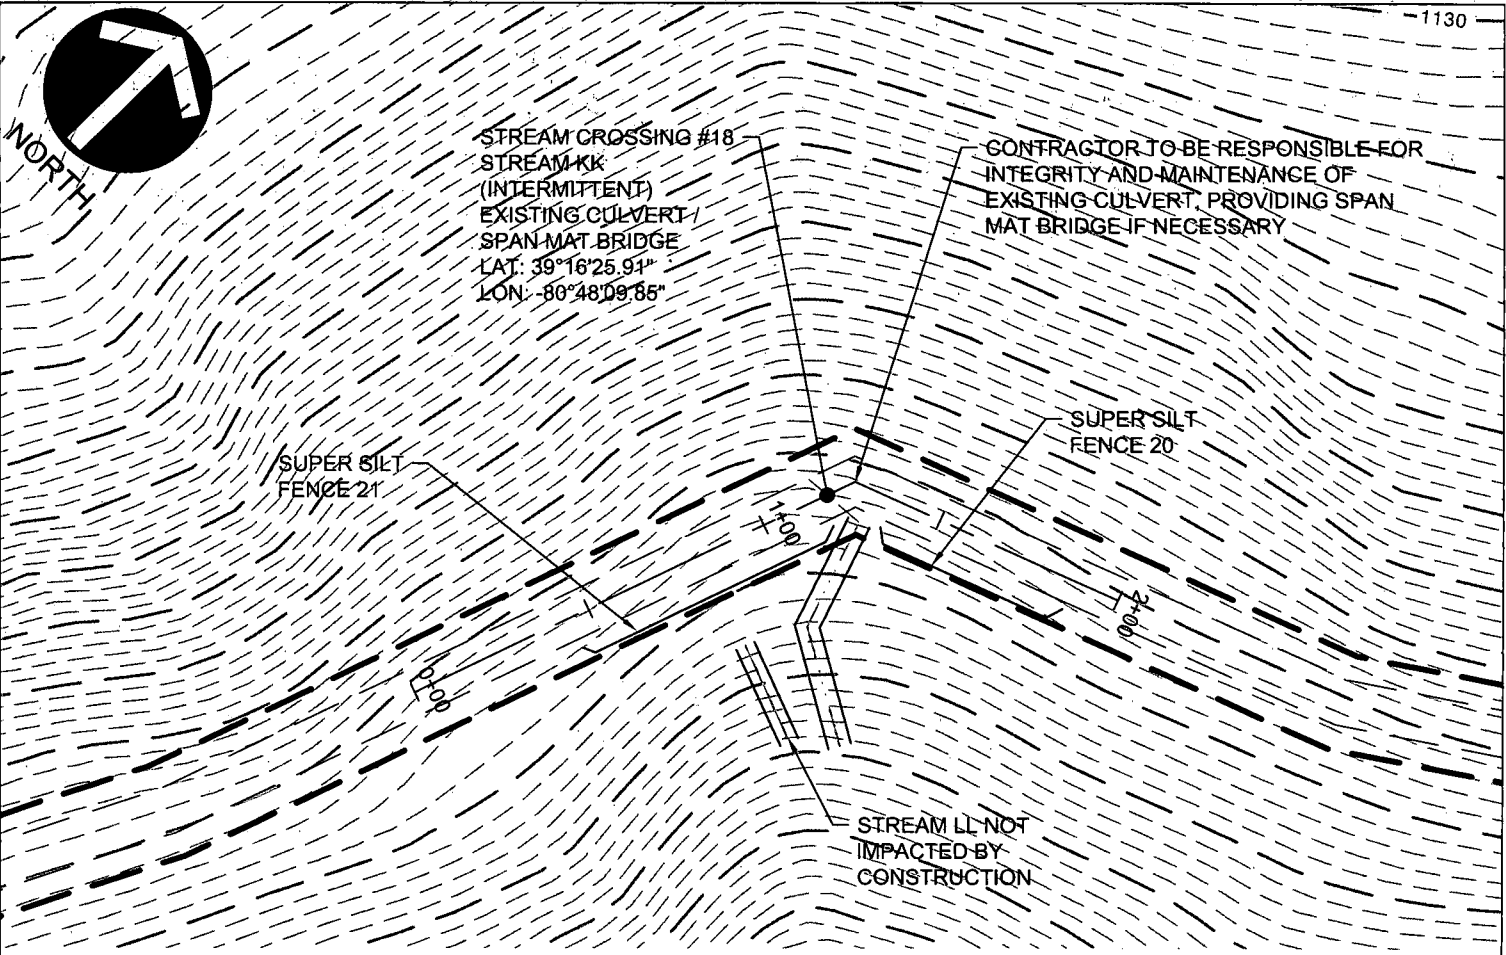 1130
NORTH
STREAM CROSSING #18
STREAM KK
(INTERMITTENT)
EXISTING CULVERT /
SPAN MAT BRIDGE
LAT: 39°16'25.91"
LON: -80°48'09.85"
CONTRACTOR TO BE RESPONSIBLE FOR
INTEGRITY AND MAINTENANCE OF
EXISTING CULVERT, PROVIDING SPAN
MAT BRIDGE IF NECESSARY
SUPER SILT
FENCE 20
SUPER SILT
FENCE 21
1+00
2+00
0+00
STREAM LL NOT
IMPACTED BY
CONSTRUCTION